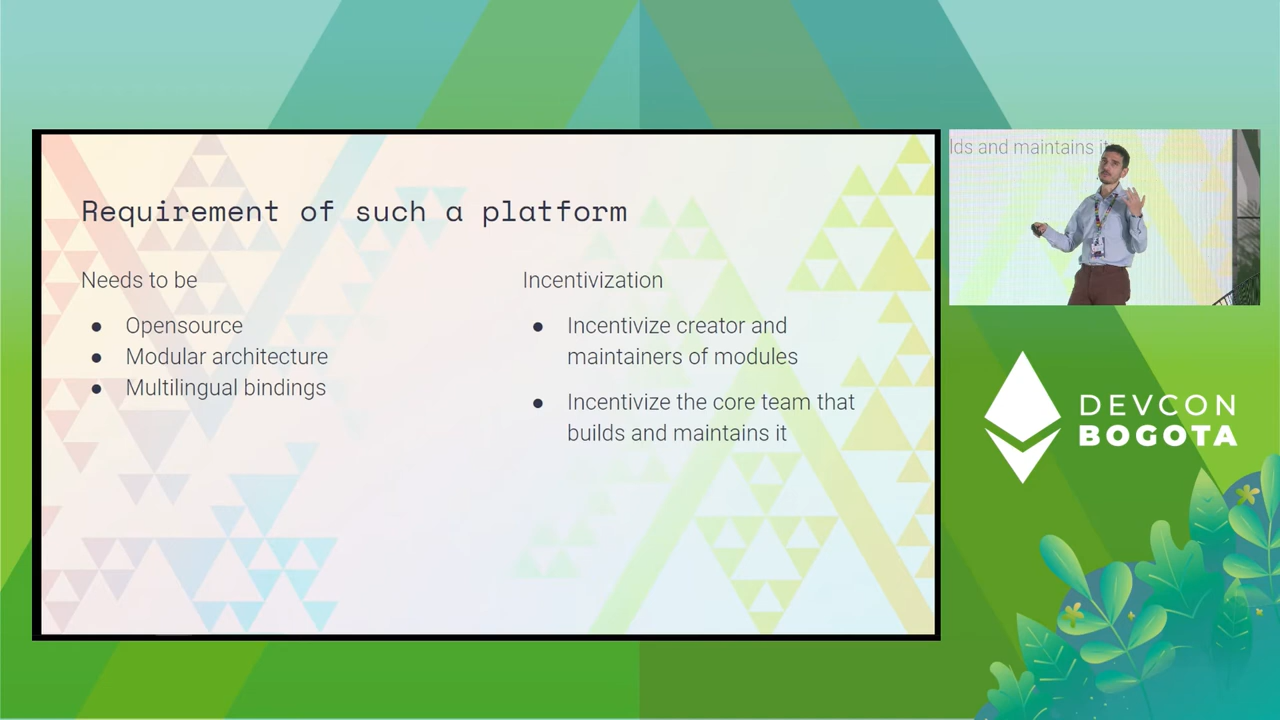 Requirement of such a platform
Needs to be
Opensource
Modular architecture
Multilingual bindings
Incentivization
Incentivize creator and
maintainers of modules
Incentivize the core team that
builds and maintains it
lds and maintains it
DEVCON
BOGOTA